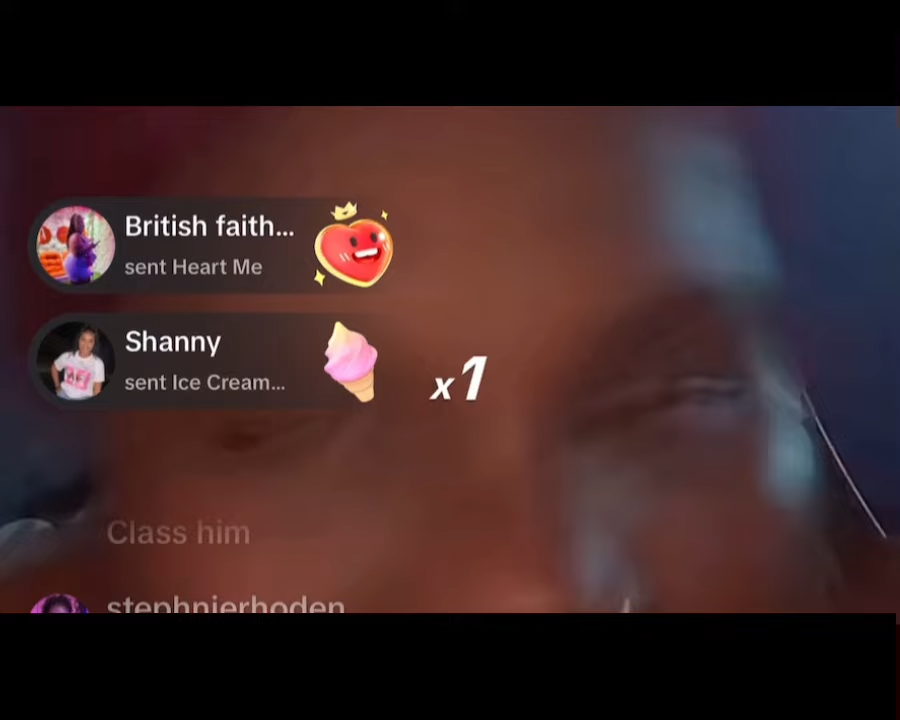 British faith...
sent Heart Me
Shanny
sent Ice Cream...
x1
Class him
stephnierhoden